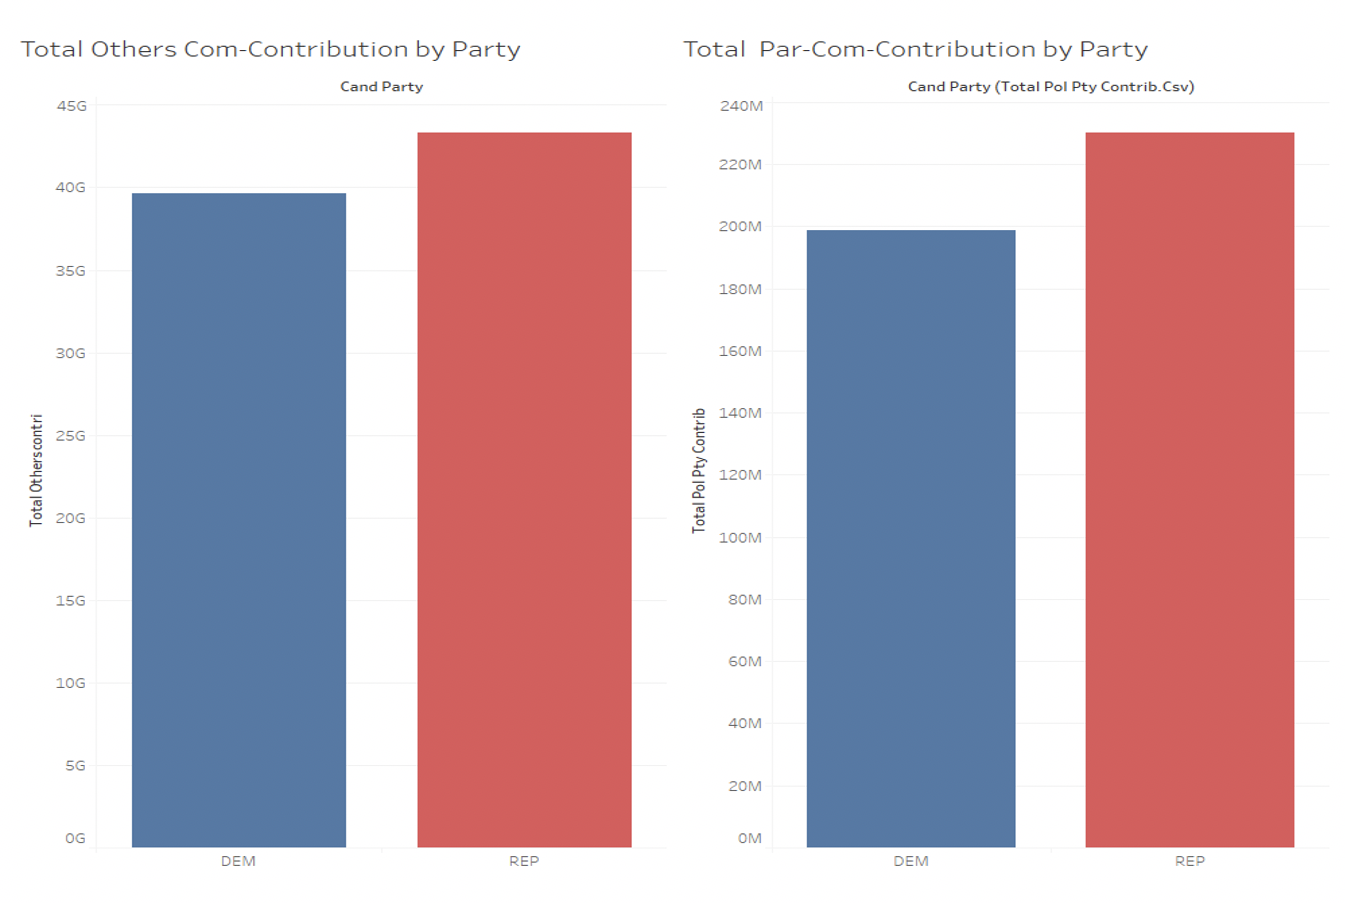 Total Others Com-Contribution by Party
Cand Party
45G
40G
35G
30G
25G
20G
15G
10G
5G
0G
Total Otherscontri
DEM
REP
Total  Par-Com-Contribution by Party
Cand Party (Total Pol Pty Contrib.Csv)
240M
220M
200M
180M
160M
140M
120M
100M
80M
60M
40M
20M
0M
Total Pol Pty Contrib
DEM
REP